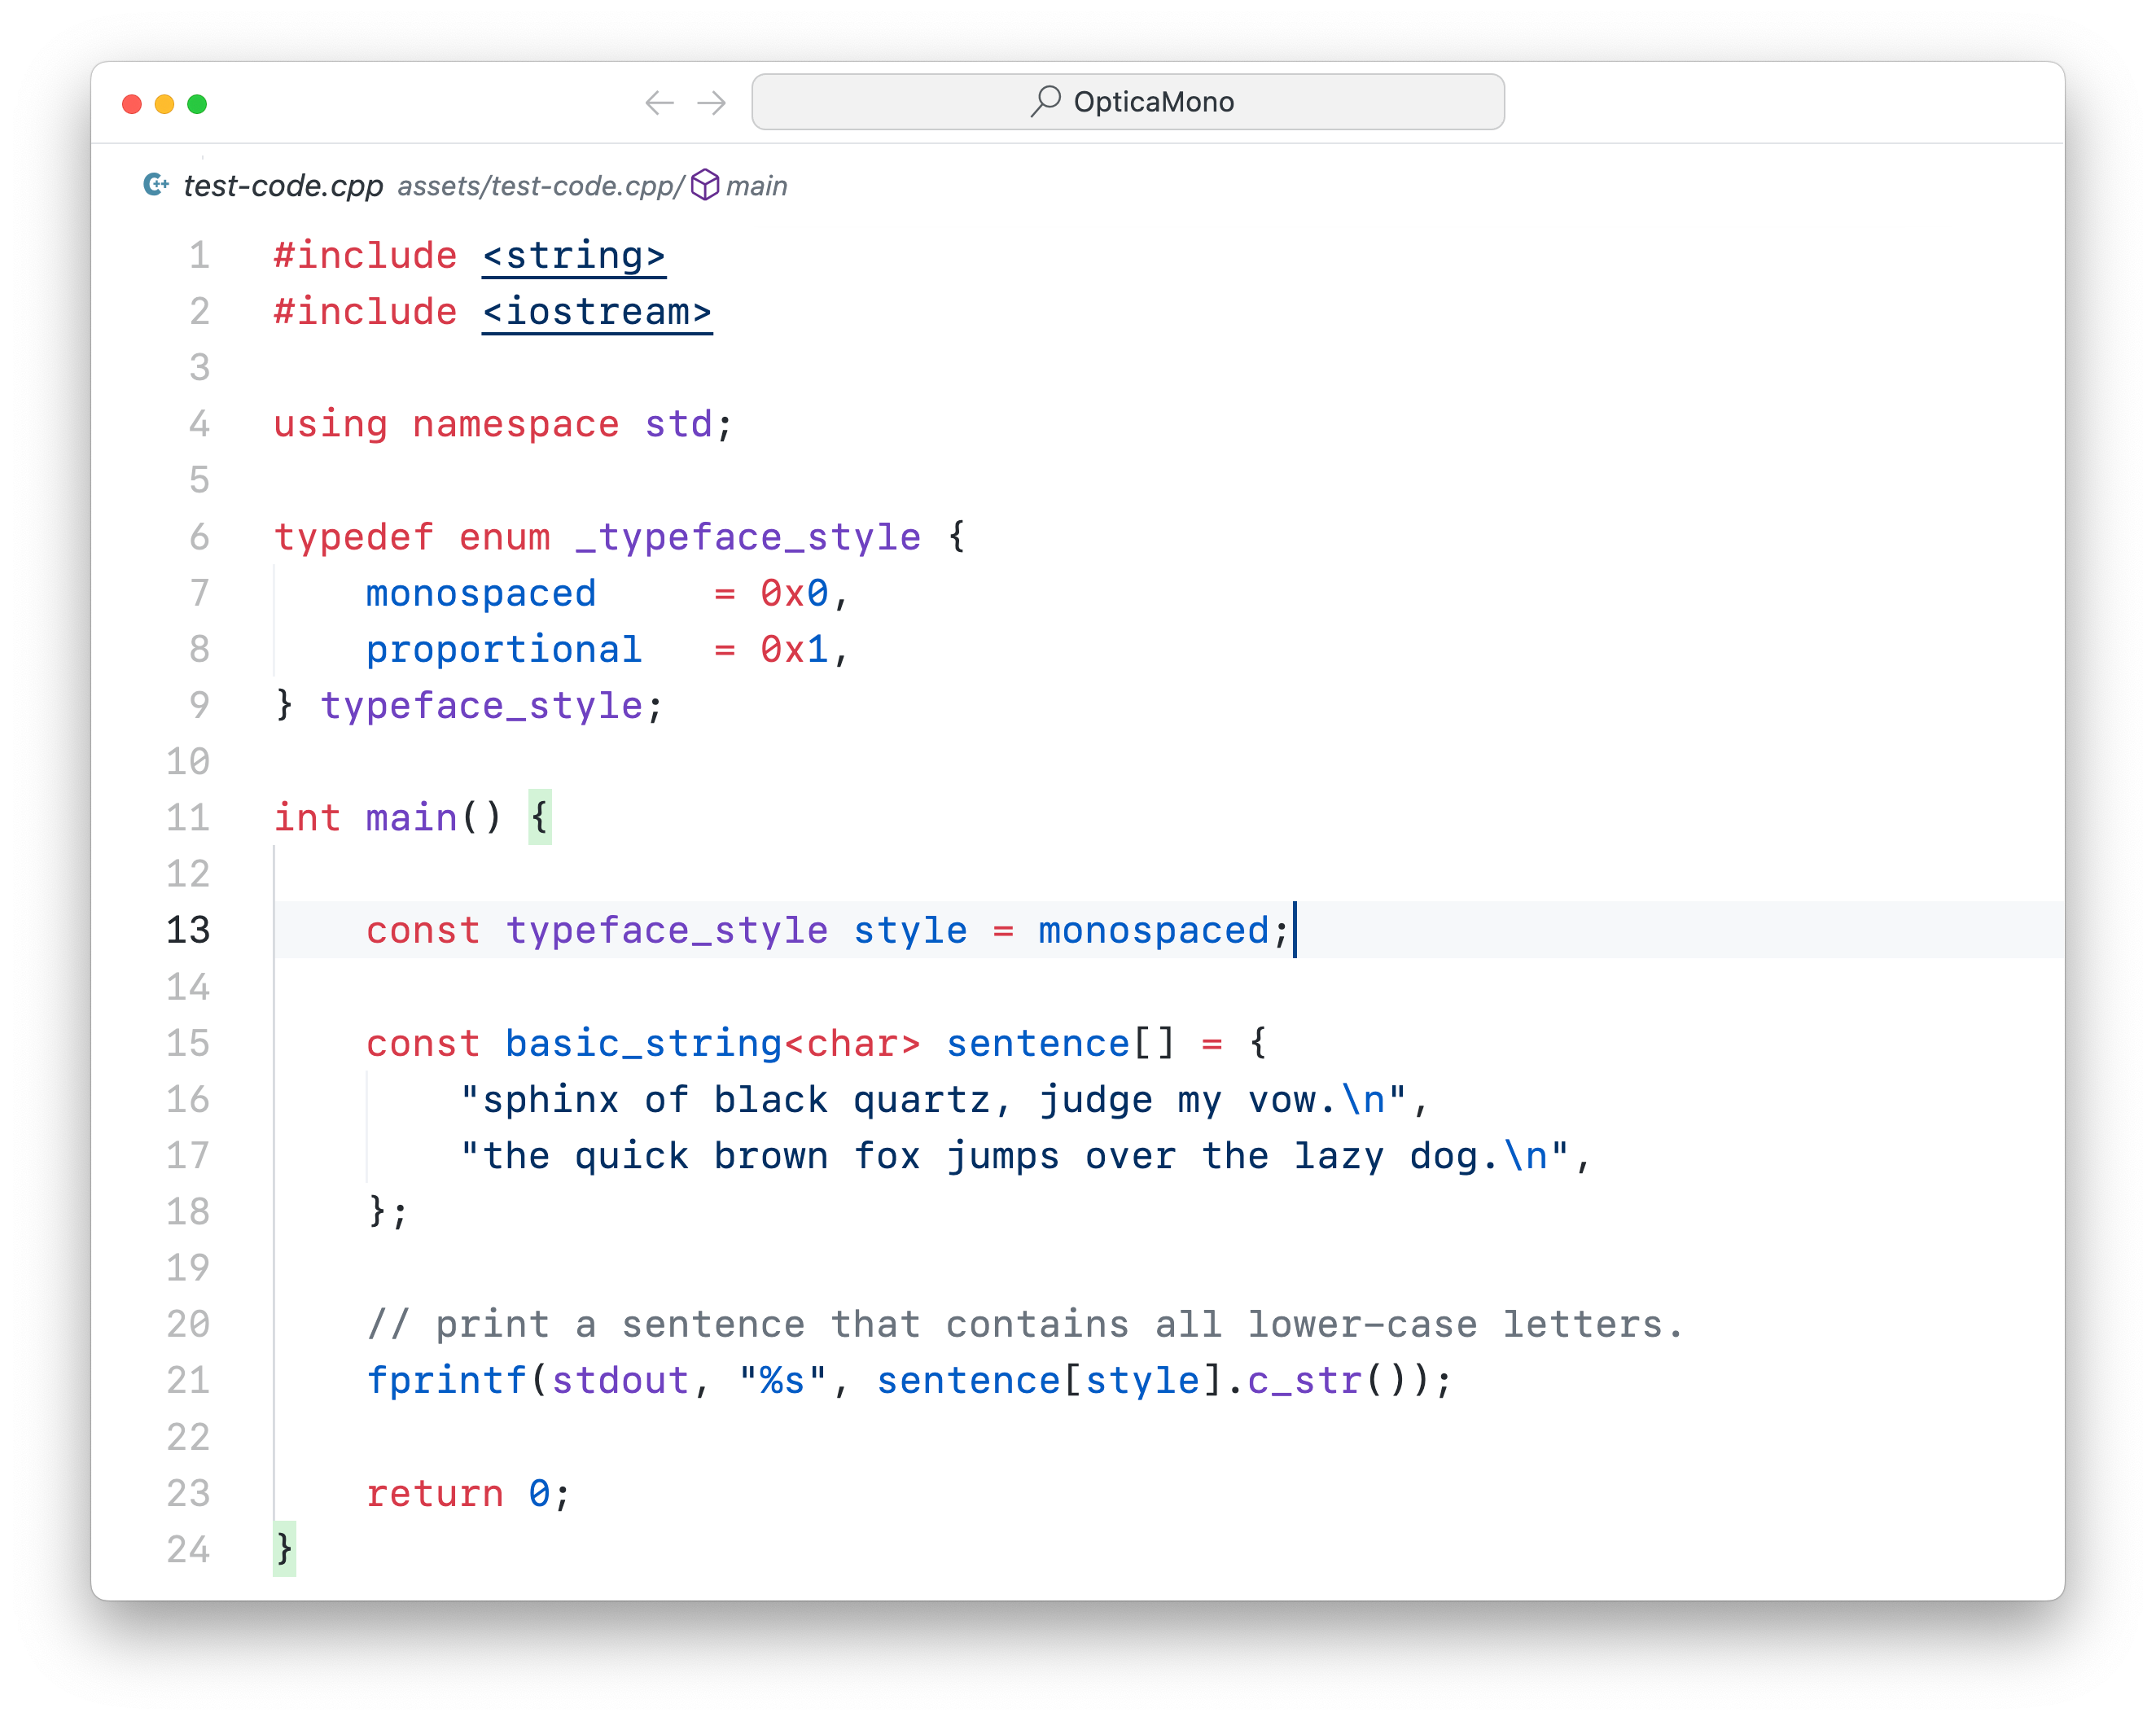 OpticaMono
test-code.cpp assets/test-code.cpp/ main
1 #include <string>
2 #include <iostream>
3
4 using namespace std;
5
6 typedef enum _typeface_style {
7     monospaced     = 0x0,
8     proportional   = 0x1,
9 } typeface_style;
10
11 int main() {
12
13     const typeface_style style = monospaced;
14
15     const basic_string<char> sentence[] = {
16         "sphinx of black quartz, judge my vow.\n",
17         "the quick brown fox jumps over the lazy dog.\n",
18     };
19
20     // print a sentence that contains all lower-case letters.
21     fprintf(stdout, "%s", sentence[style].c_str());
22
23     return 0;
24 }